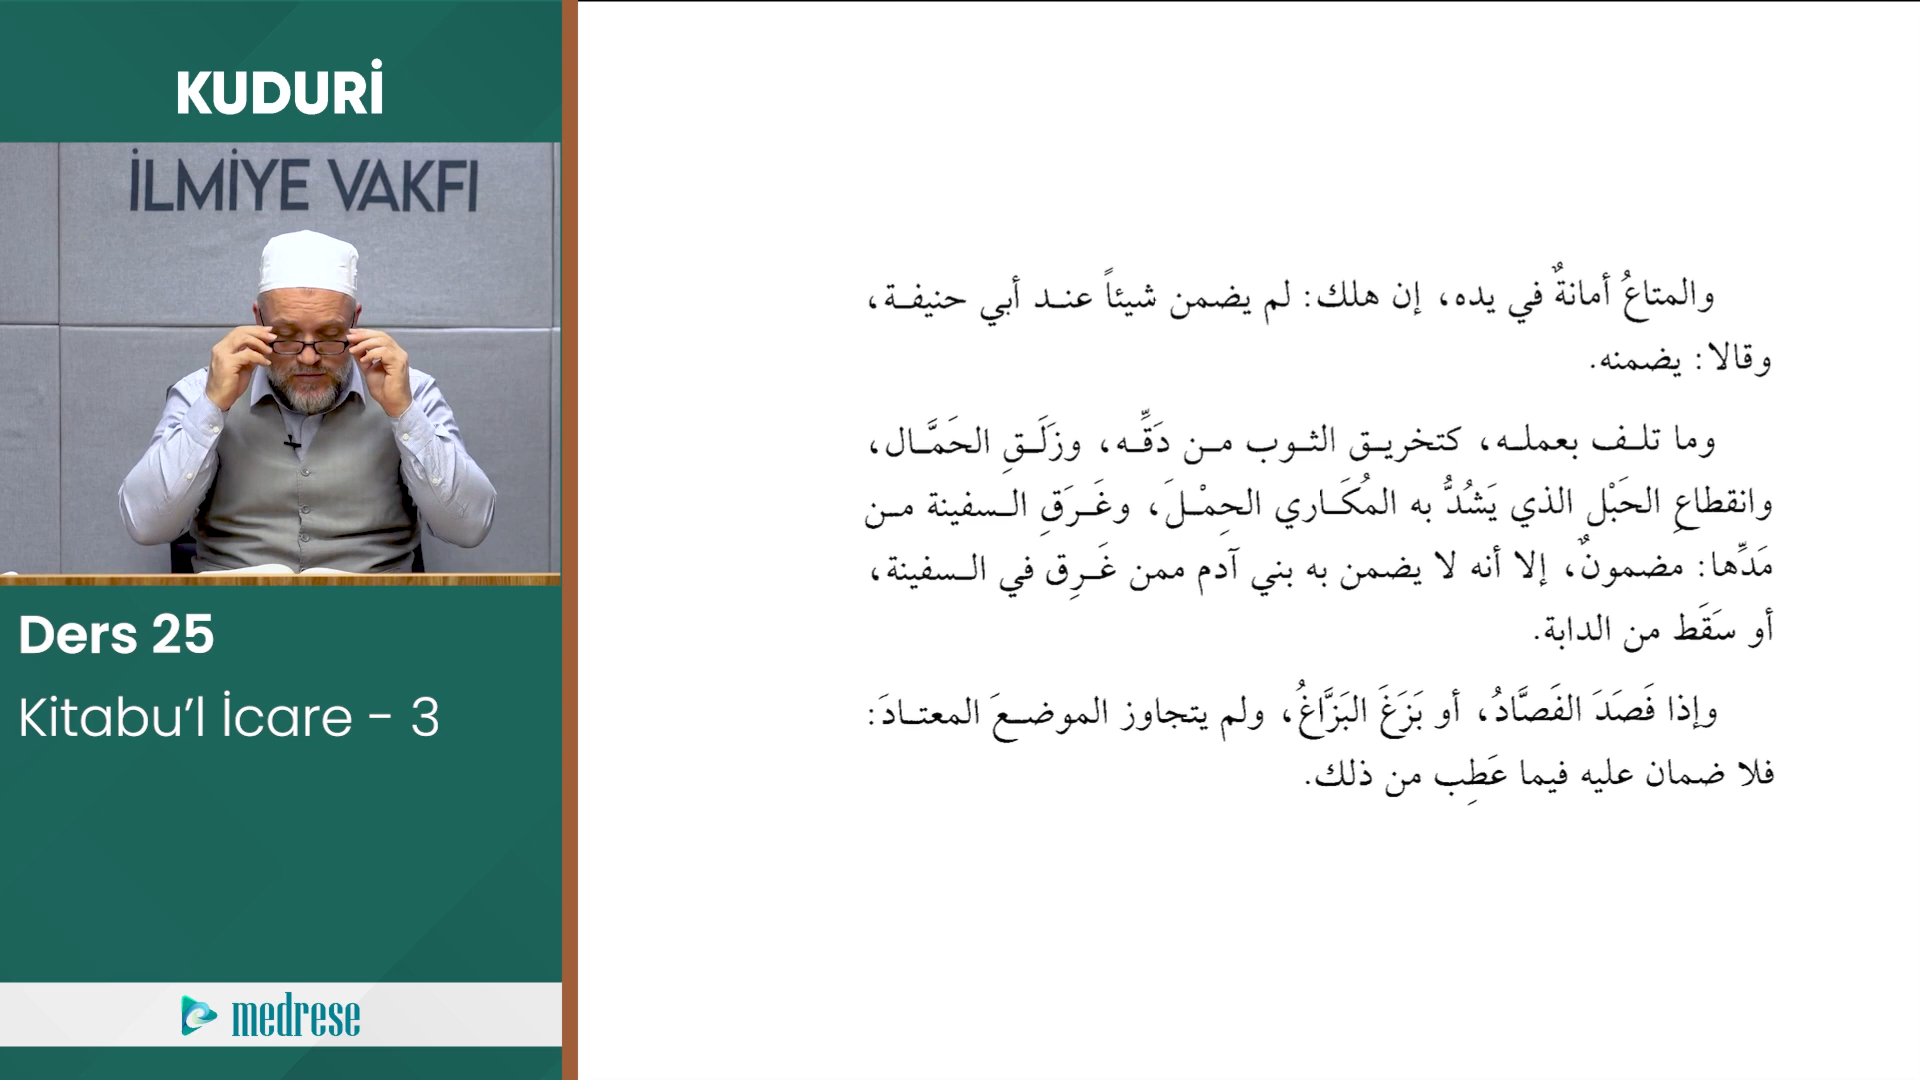 KUDURİ
İLMİYE VAKFI
Ders 25
Kitabu’l İcare - 3
medrese
والمتاعُ أمانةٌ في يده، إن هلك: لم يضمن شيئاً عند أبي حنيفة،
وقالا: يضمنه.
وما تلف بعمله، كتخريق الثوب من دَقِّه، وزَلَقِ الحَمَّال،
وانقطاعِ الحَبْل الذي يَشُدُّ به المُكَاري الحِمْلَ، وغَرَقِ السفينة من
مَدِّها: مضمونٌ، إلا أنه لا يضمن به بني آدم ممن غَرِق في السفينة،
أو سَقَط من الدابة.
وإذا فَصَدَ الفَصَّادُ، أو بَزَغَ البَزَّاغُ، ولم يتجاوز الموضعَ المعتادَ:
فلا ضمان عليه فيما عَطِب من ذلك.